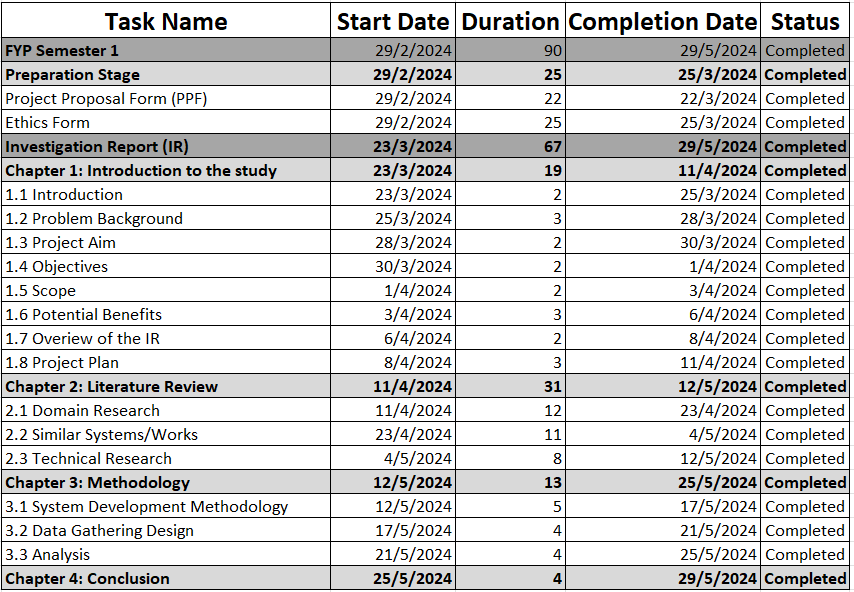 Task Name Start Date Duration Completion Date Status
FYP Semester 1 29/2/2024 90 29/5/2024 Completed
Preparation Stage 29/2/2024 25 25/3/2024 Completed
Project Proposal Form (PPF) 29/2/2024 22 22/3/2024 Completed
Ethics Form 29/2/2024 25 25/3/2024 Completed
Investigation Report (IR) 23/3/2024 67 29/5/2024 Completed
Chapter 1: Introduction to the study 23/3/2024 19 11/4/2024 Completed
1.1 Introduction 23/3/2024 2 25/3/2024 Completed
1.2 Problem Background 25/3/2024 3 28/3/2024 Completed
1.3 Project Aim 28/3/2024 2 30/3/2024 Completed
1.4 Objectives 30/3/2024 2 1/4/2024 Completed
1.5 Scope 1/4/2024 2 3/4/2024 Completed
1.6 Potential Benefits 3/4/2024 3 6/4/2024 Completed
1.7 Overiew of the IR 6/4/2024 2 8/4/2024 Completed
1.8 Project Plan 8/4/2024 3 11/4/2024 Completed
Chapter 2: Literature Review 11/4/2024 31 12/5/2024 Completed
2.1 Domain Research 11/4/2024 12 23/4/2024 Completed
2.2 Similar Systems/Works 23/4/2024 11 4/5/2024 Completed
2.3 Technical Research 4/5/2024 8 12/5/2024 Completed
Chapter 3: Methodology 12/5/2024 13 25/5/2024 Completed
3.1 System Development Methodology 12/5/2024 5 17/5/2024 Completed
3.2 Data Gathering Design 17/5/2024 4 21/5/2024 Completed
3.3 Analysis 21/5/2024 4 25/5/2024 Completed
Chapter 4: Conclusion 25/5/2024 4 29/5/2024 Completed